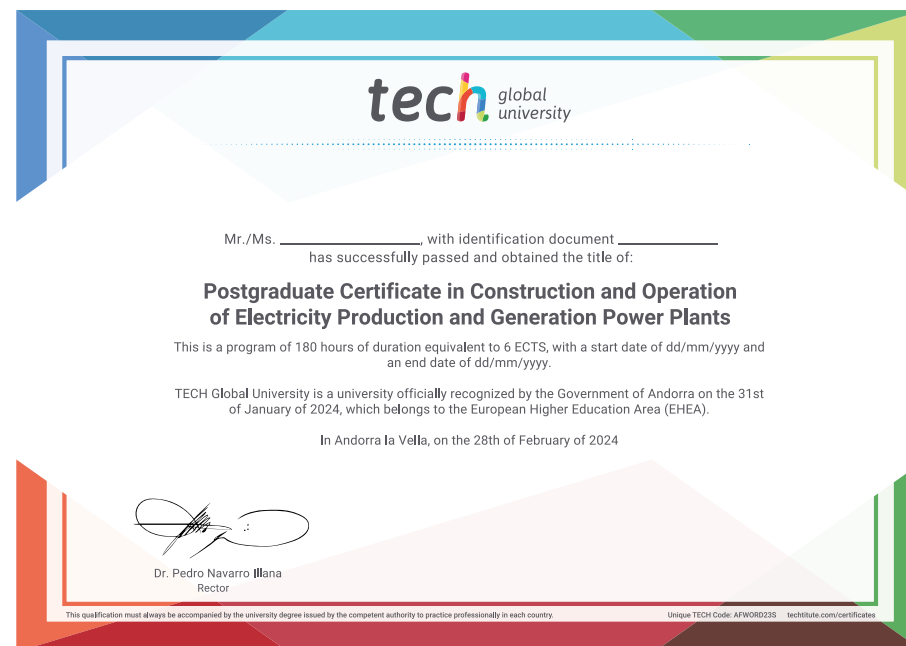 tech global university
Mr./Ms. ____________, with identification document ____________
has successfully passed and obtained the title of:
Postgraduate Certificate in Construction and Operation
of Electricity Production and Generation Power Plants
This is a program of 180 hours of duration equivalent to 6 ECTS, with a start date of dd/mm/yyyy and
an end date of dd/mm/yyyy.
TECH Global University is a university officially recognized by the Government of Andorra on the 31st
of January of 2024, which belongs to the European Higher Education Area (EHEA).
In Andorra la Vella, on the 28th of February of 2024
Dr. Pedro Navarro Illana
Rector
This qualification must always be accompanied by the university degree issued by the competent authority to practice professionally in each country.
Unique TECH Code: AFWORD23S techtitute.com/certificates